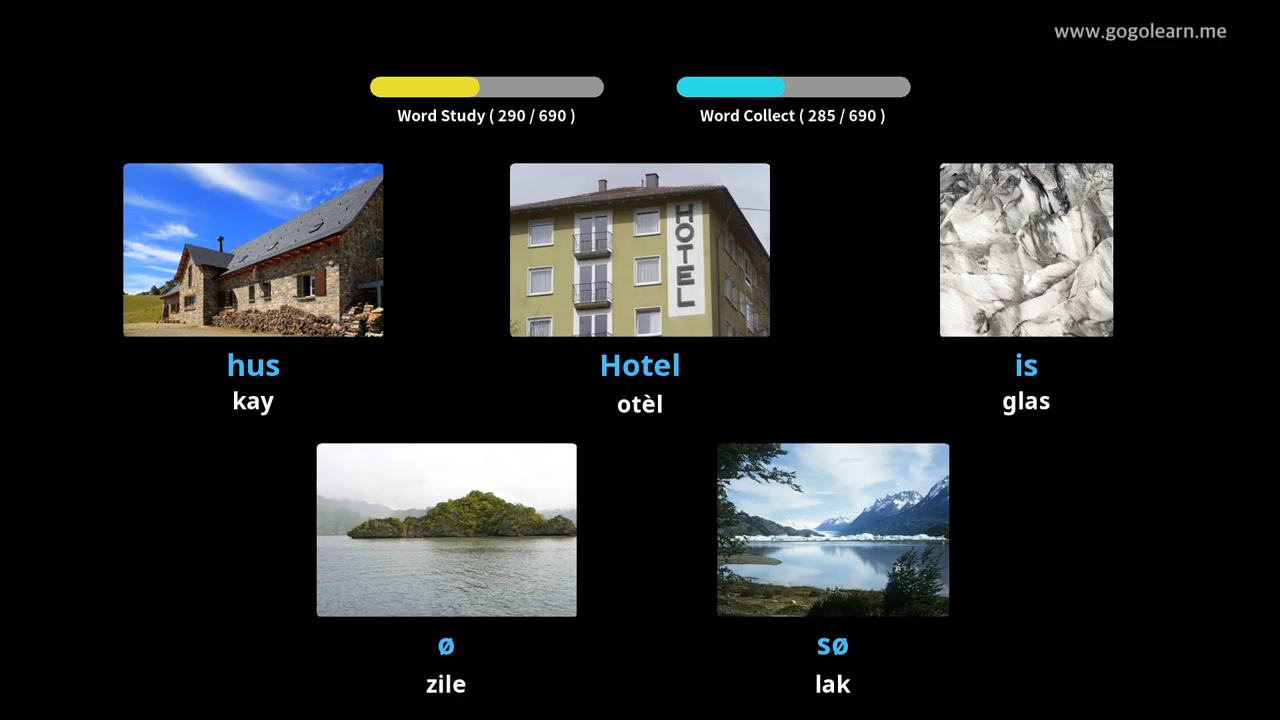 www.gogolearn.me
Word Study ( 290 / 690 )
Word Collect ( 285 / 690 )
HOTEL
hus
kay
Hotel
otèl
is
glas
ø
zile
sø
lak